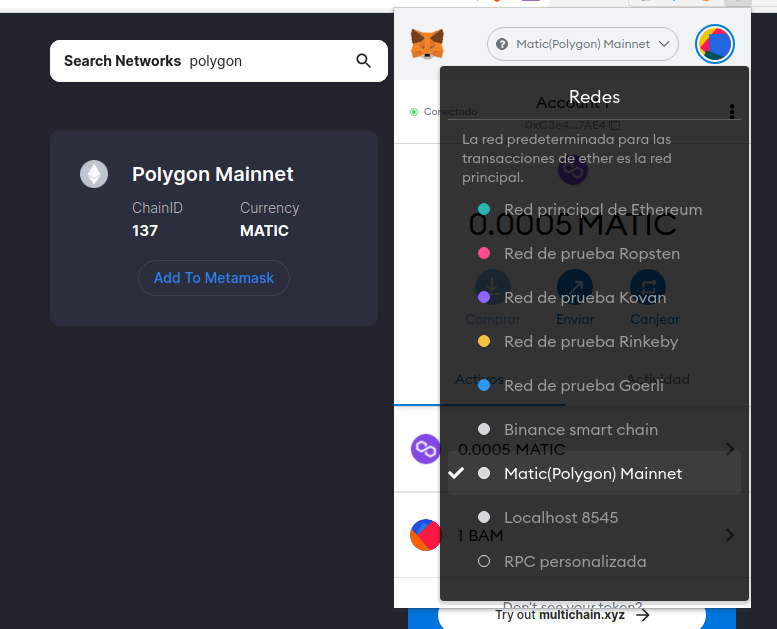 Search Networks polygon
Polygon Mainnet
ChainID Currency
137 MATIC
Add To Metamask
Matic(Polygon) Mainnet
Conectado
Account 1
0xC3e4...7AE4
Redes
La red predeterminada para las
transacciones de ether es la red
principal.
Red principal de Ethereum
0.0005 MATIC
Red de prueba Ropsten
Red de prueba Kovan
Comprar Enviar Canjear
Red de prueba Rinkeby
Activos Actividad
Red de prueba Goerli
Binance smart chain
0.0005 MATIC
Matic(Polygon) Mainnet
Localhost 8545
1 BAM
RPC personalizada
Don't see your token?
Try out multichain.xyz